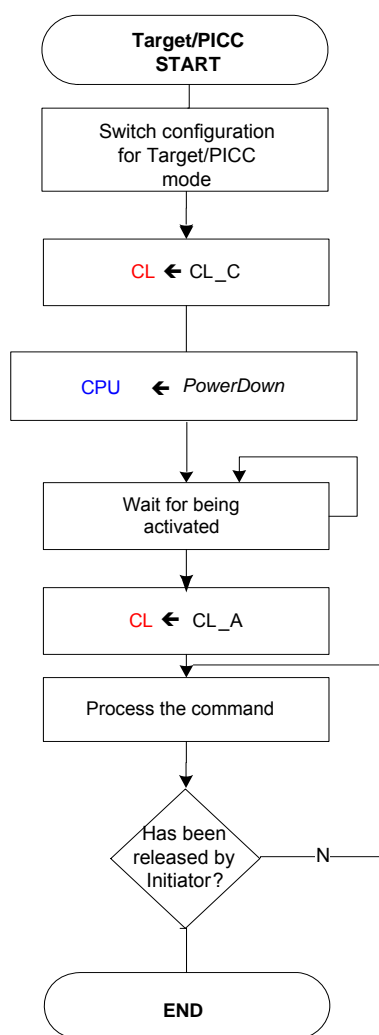 Target/PICC
START
Switch configuration
for Target/PICC
mode
CL ← CL_C
CPU ← PowerDown
Wait for being
activated
CL ← CL_A
Process the command
Has been
released by
Initiator?
N
END